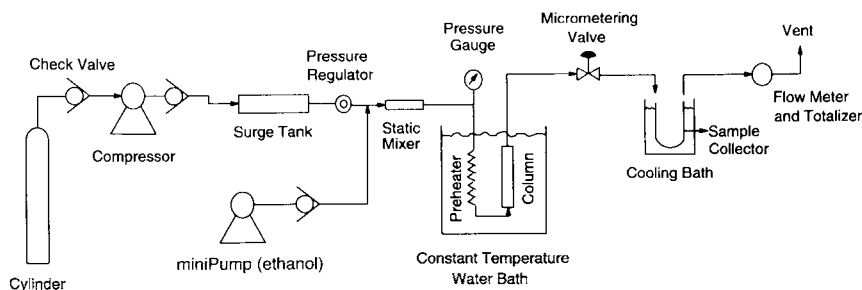 Check Valve
Compressor
Cylinder
Surge Tank
Pressure
Regulator
miniPump (ethanol)
Static
Mixer
Pressure
Gauge
Preheater
Column
Constant Temperature
Water Bath
Micrometering
Valve
Vent
Flow Meter
and Totalizer
Sample
Collector
Cooling Bath